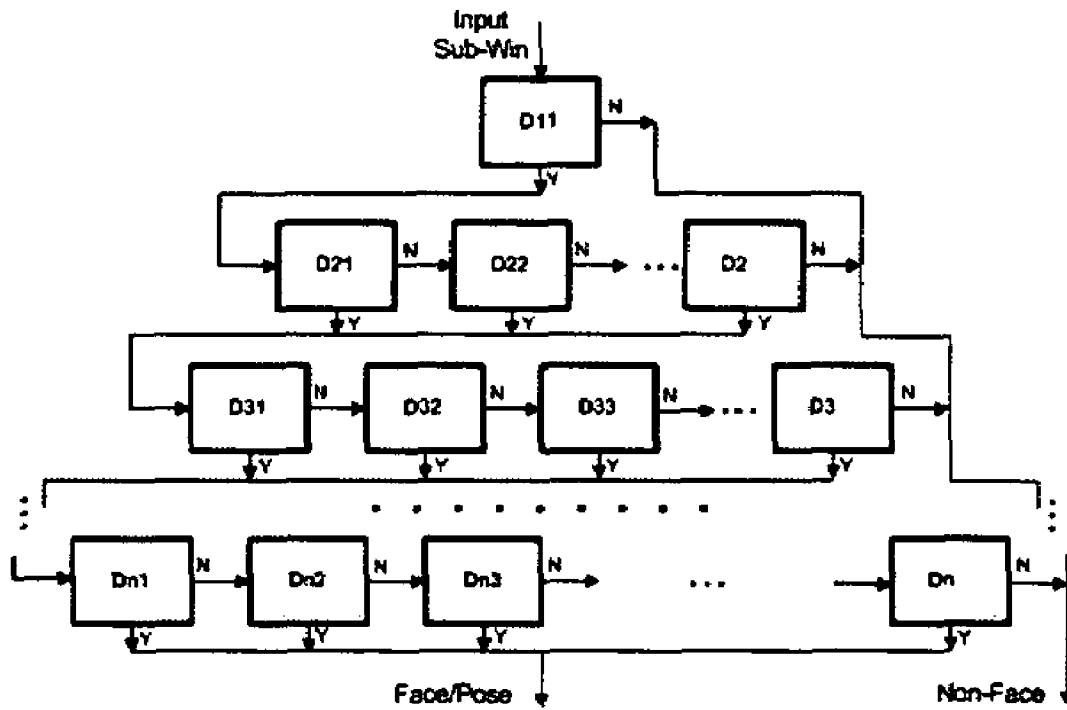 Input
Sub-Win
D11
N
Y
D21
N
D22
N
...
D2
N
Y
Y
Y
D31
N
D32
N
D33
N
...
D3
N
Y
Y
Y
Y
...
. . . . . . . . .
...
Dn1
N
Dn2
N
Dn3
N
...
Dn
N
Y
Y
Y
Y
Face/Pose
Non-Face